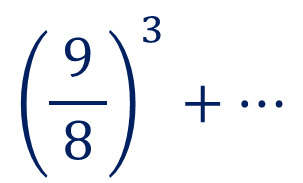 (9/8)³ + ⋯